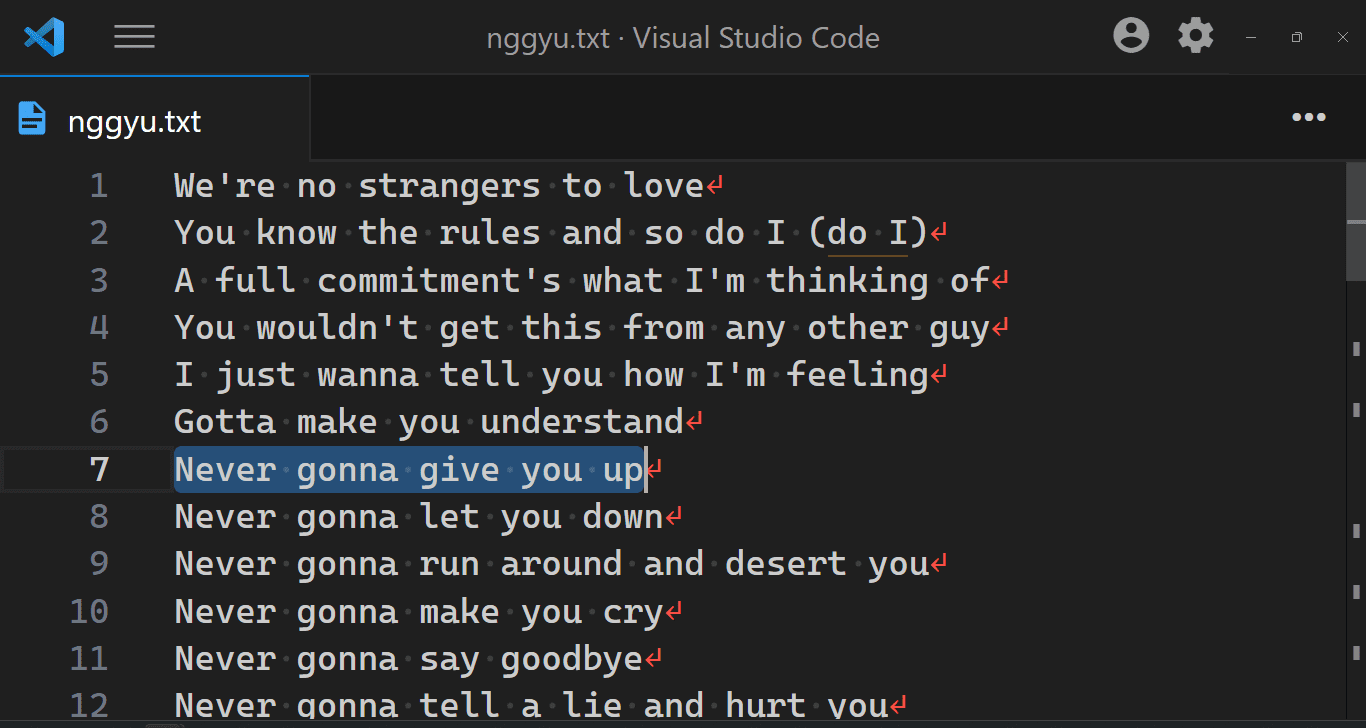 nggyu.txt · Visual Studio Code
nggyu.txt
1 We're no strangers to love
2 You know the rules and so do I (do I)
3 A full commitment's what I'm thinking of
4 You wouldn't get this from any other guy
5 I just wanna tell you how I'm feeling
6 Gotta make you understand
7 Never gonna give you up
8 Never gonna let you down
9 Never gonna run around and desert you
10 Never gonna make you cry
11 Never gonna say goodbye
12 Never gonna tell a lie and hurt you